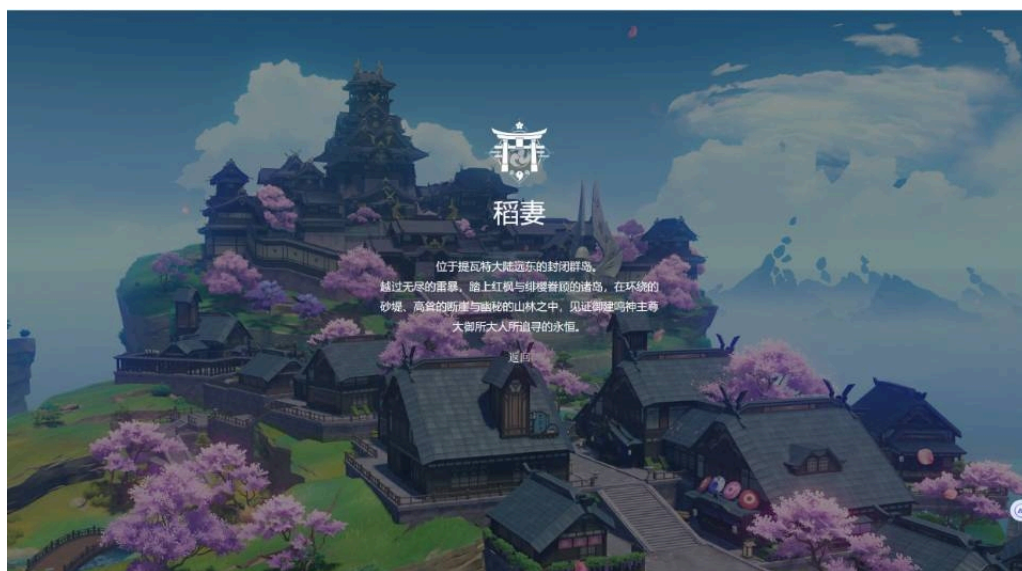 稻妻
位于提瓦特大陆远东的封闭群岛。
越过无尽的雷暴，踏上红枫与绯樱眷顾的诸岛，在环绕的
砂堤、高耸的断崖与幽秘的山林之中，见证御建鸣神主尊
大御所大人所追寻的永恒。
返回